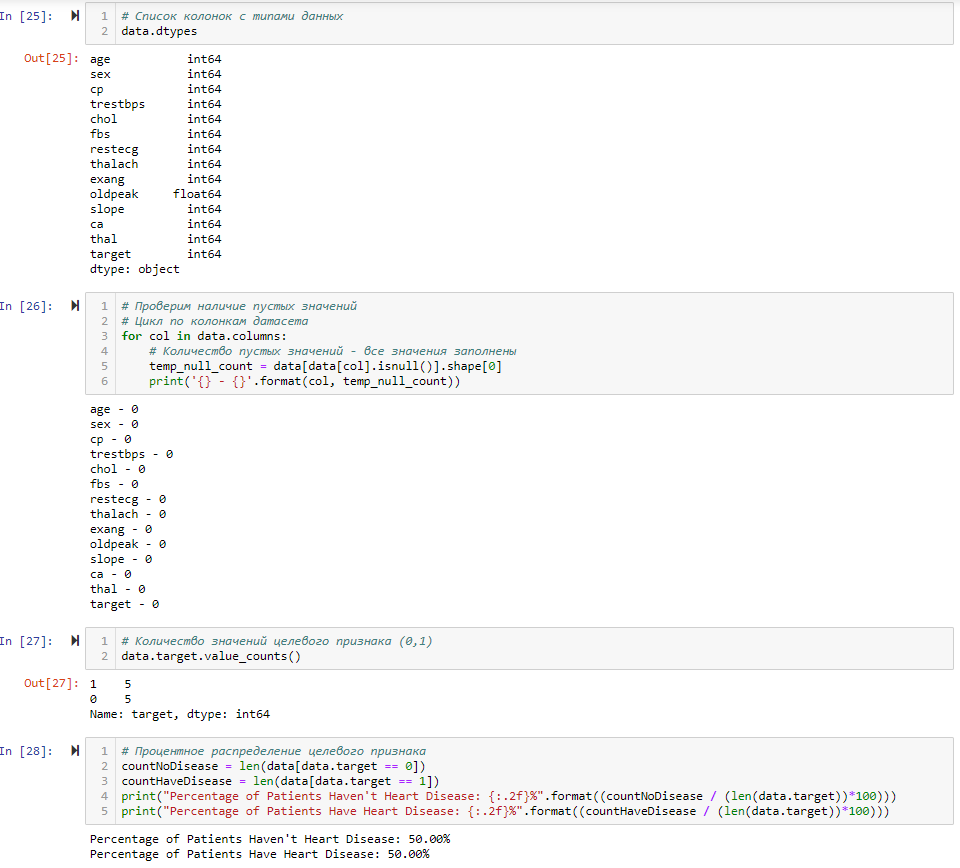 In [25]:
1 # Список колонок с типами данных
2 data.dtypes
Out[25]:
age int64
sex int64
cp int64
trestbps int64
chol int64
fbs int64
restecg int64
thalach int64
exang int64
oldpeak float64
slope int64
ca int64
thal int64
target int64
dtype: object
In [26]:
1 # Проверим наличие пустых значений
2 # Цикл по колонкам датасета
3 for col in data.columns:
4     # Количество пустых значений - все значения заполнены
5     temp_null_count = data[data[col].isnull()].shape[0]
6     print('{} - {}'.format(col, temp_null_count))
age - 0
sex - 0
cp - 0
trestbps - 0
chol - 0
fbs - 0
restecg - 0
thalach - 0
exang - 0
oldpeak - 0
slope - 0
ca - 0
thal - 0
target - 0
In [27]:
1 # Количество значений целевого признака (0,1)
2 data.target.value_counts()
Out[27]:
1 5
0 5
Name: target, dtype: int64
In [28]:
1 # Процентное распределение целевого признака
2 countNoDisease = len(data[data.target == 0])
3 countHaveDisease = len(data[data.target == 1])
4 print("Percentage of Patients Haven't Heart Disease: {:.2f}%".format((countNoDisease / (len(data.target))*100)))
5 print("Percentage of Patients Have Heart Disease: {:.2f}%".format((countHaveDisease / (len(data.target))*100)))
Percentage of Patients Haven't Heart Disease: 50.00%
Percentage of Patients Have Heart Disease: 50.00%